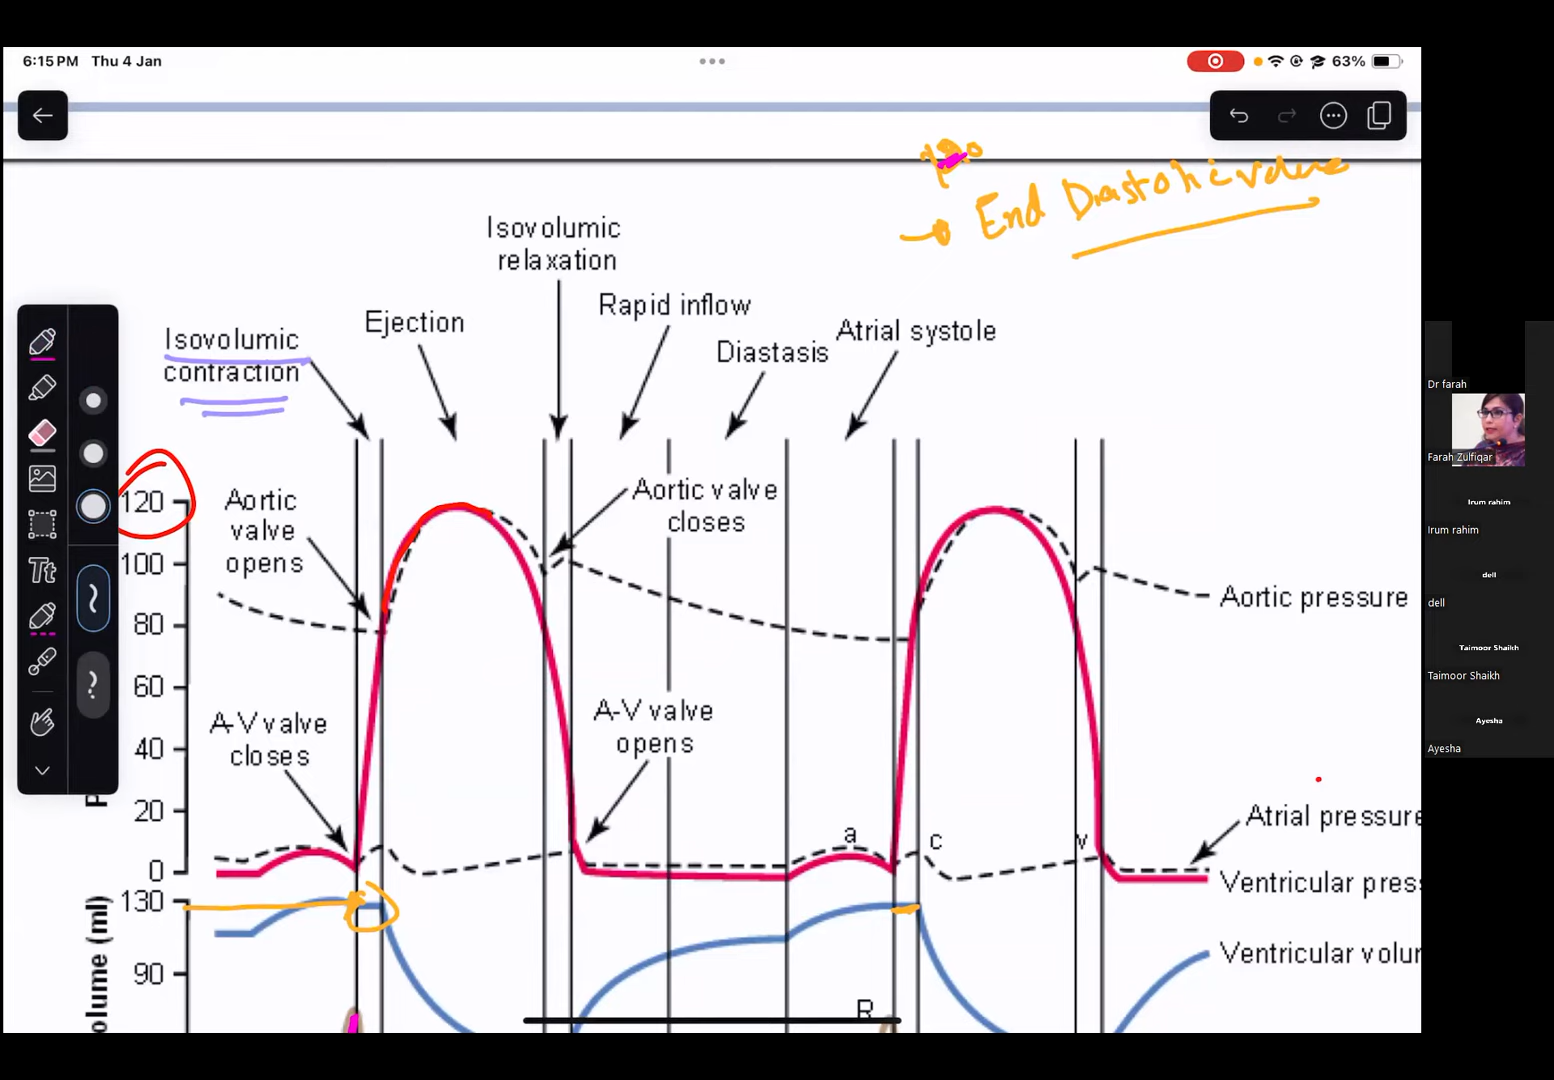 6:15 PM Thu 4 Jan
63%
End Diastolic volume
Isovolumic
relaxation
Rapid inflow
Ejection
Isovolumic
contraction
Atrial systole
Diastasis
120
100
80
60
40
20
0
Aortic
valve
opens
Aortic valve
closes
Aortic pressure
A-V valve
closes
A-V valve
opens
a
c
v
Atrial pressure
Ventricular pres
130
90
olume (ml)
Ventricular volu
R
Tt
Dr farah
Farah Zulfiqar
Irum rahim
Irum rahim
dell
dell
Taimoor Shaikh
Taimoor Shaikh
Ayesha
Ayesha